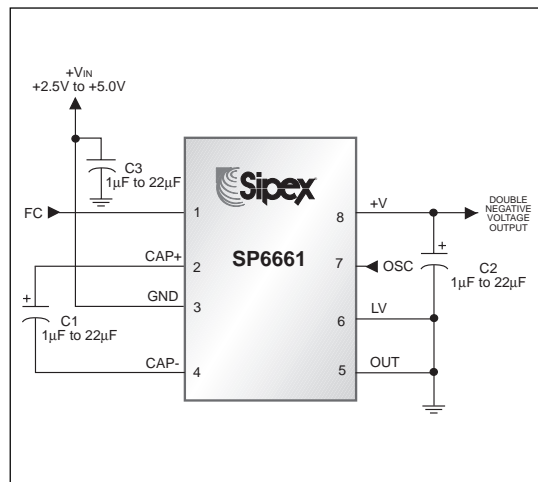 +VIN
+2.5V to +5.0V
C3
1µF to 22µF
Sipex®
FC
1
+V
8
DOUBLE
NEGATIVE
VOLTAGE
OUTPUT
SP6661
CAP+
2
7
OSC
+
C2
1µF to 22µF
+
GND
3
LV
6
C1
1µF to 22µF
CAP-
4
OUT
5